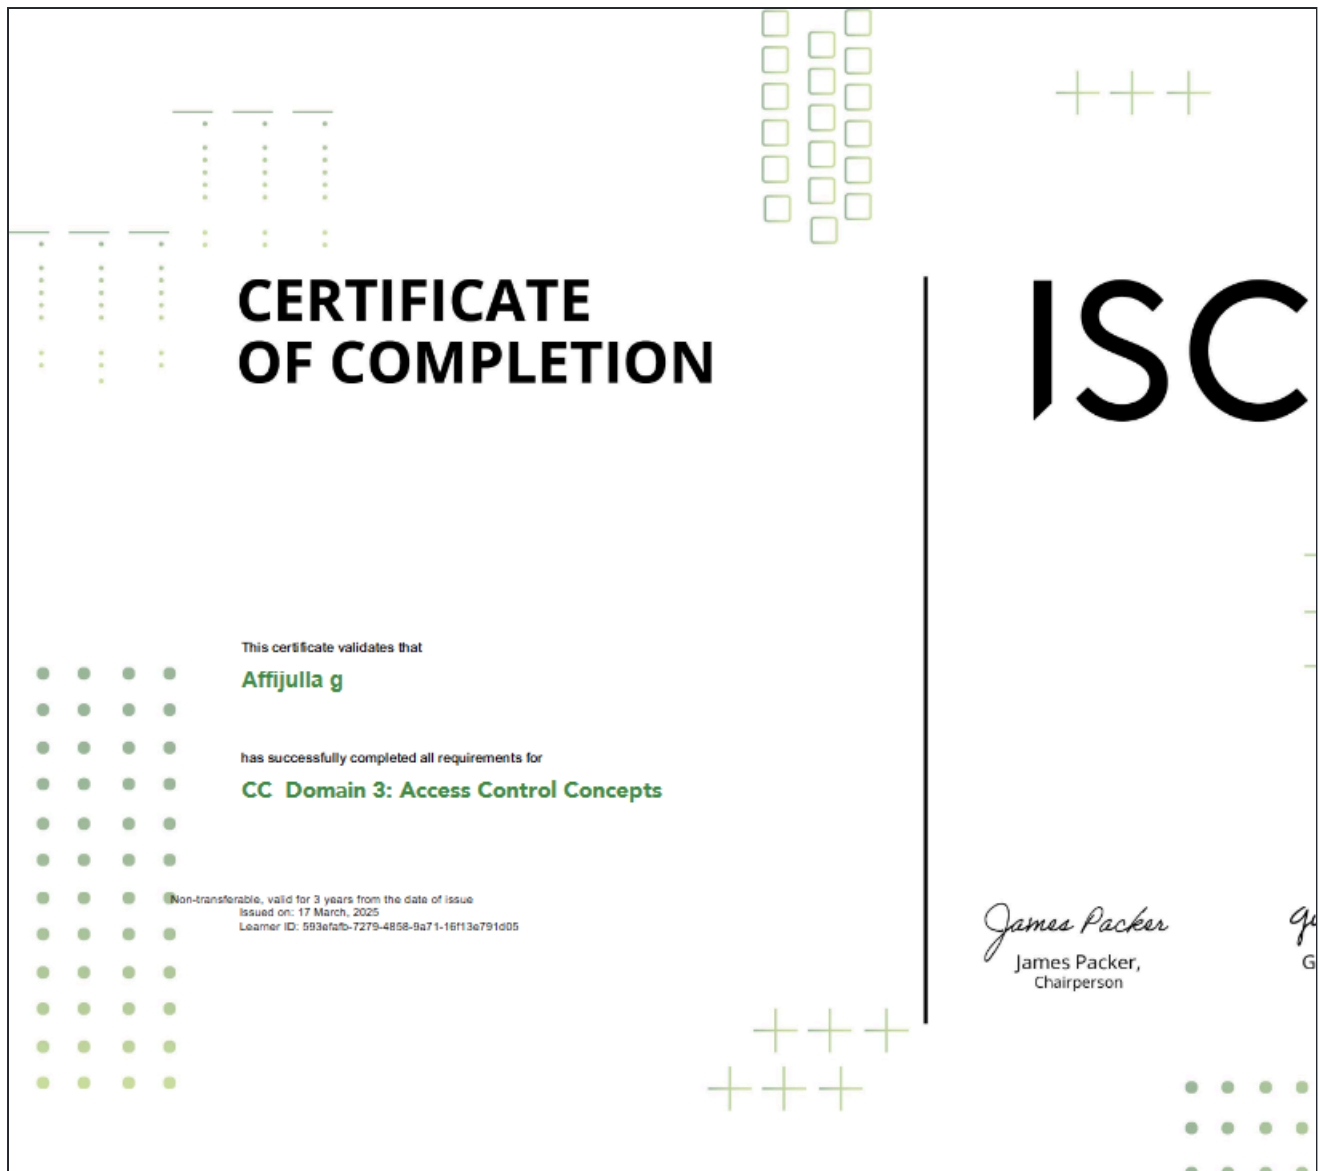 CERTIFICATE
OF COMPLETION
ISC
This certificate validates that
Affijulla g
has successfully completed all requirements for
CC  Domain 3: Access Control Concepts
Non-transferable, valid for 3 years from the date of issue
Issued on: 17 March, 2025
Learner ID: 593efafb-7279-4858-9a71-16f13e791d05
James Packer
James Packer,
Chairperson
G